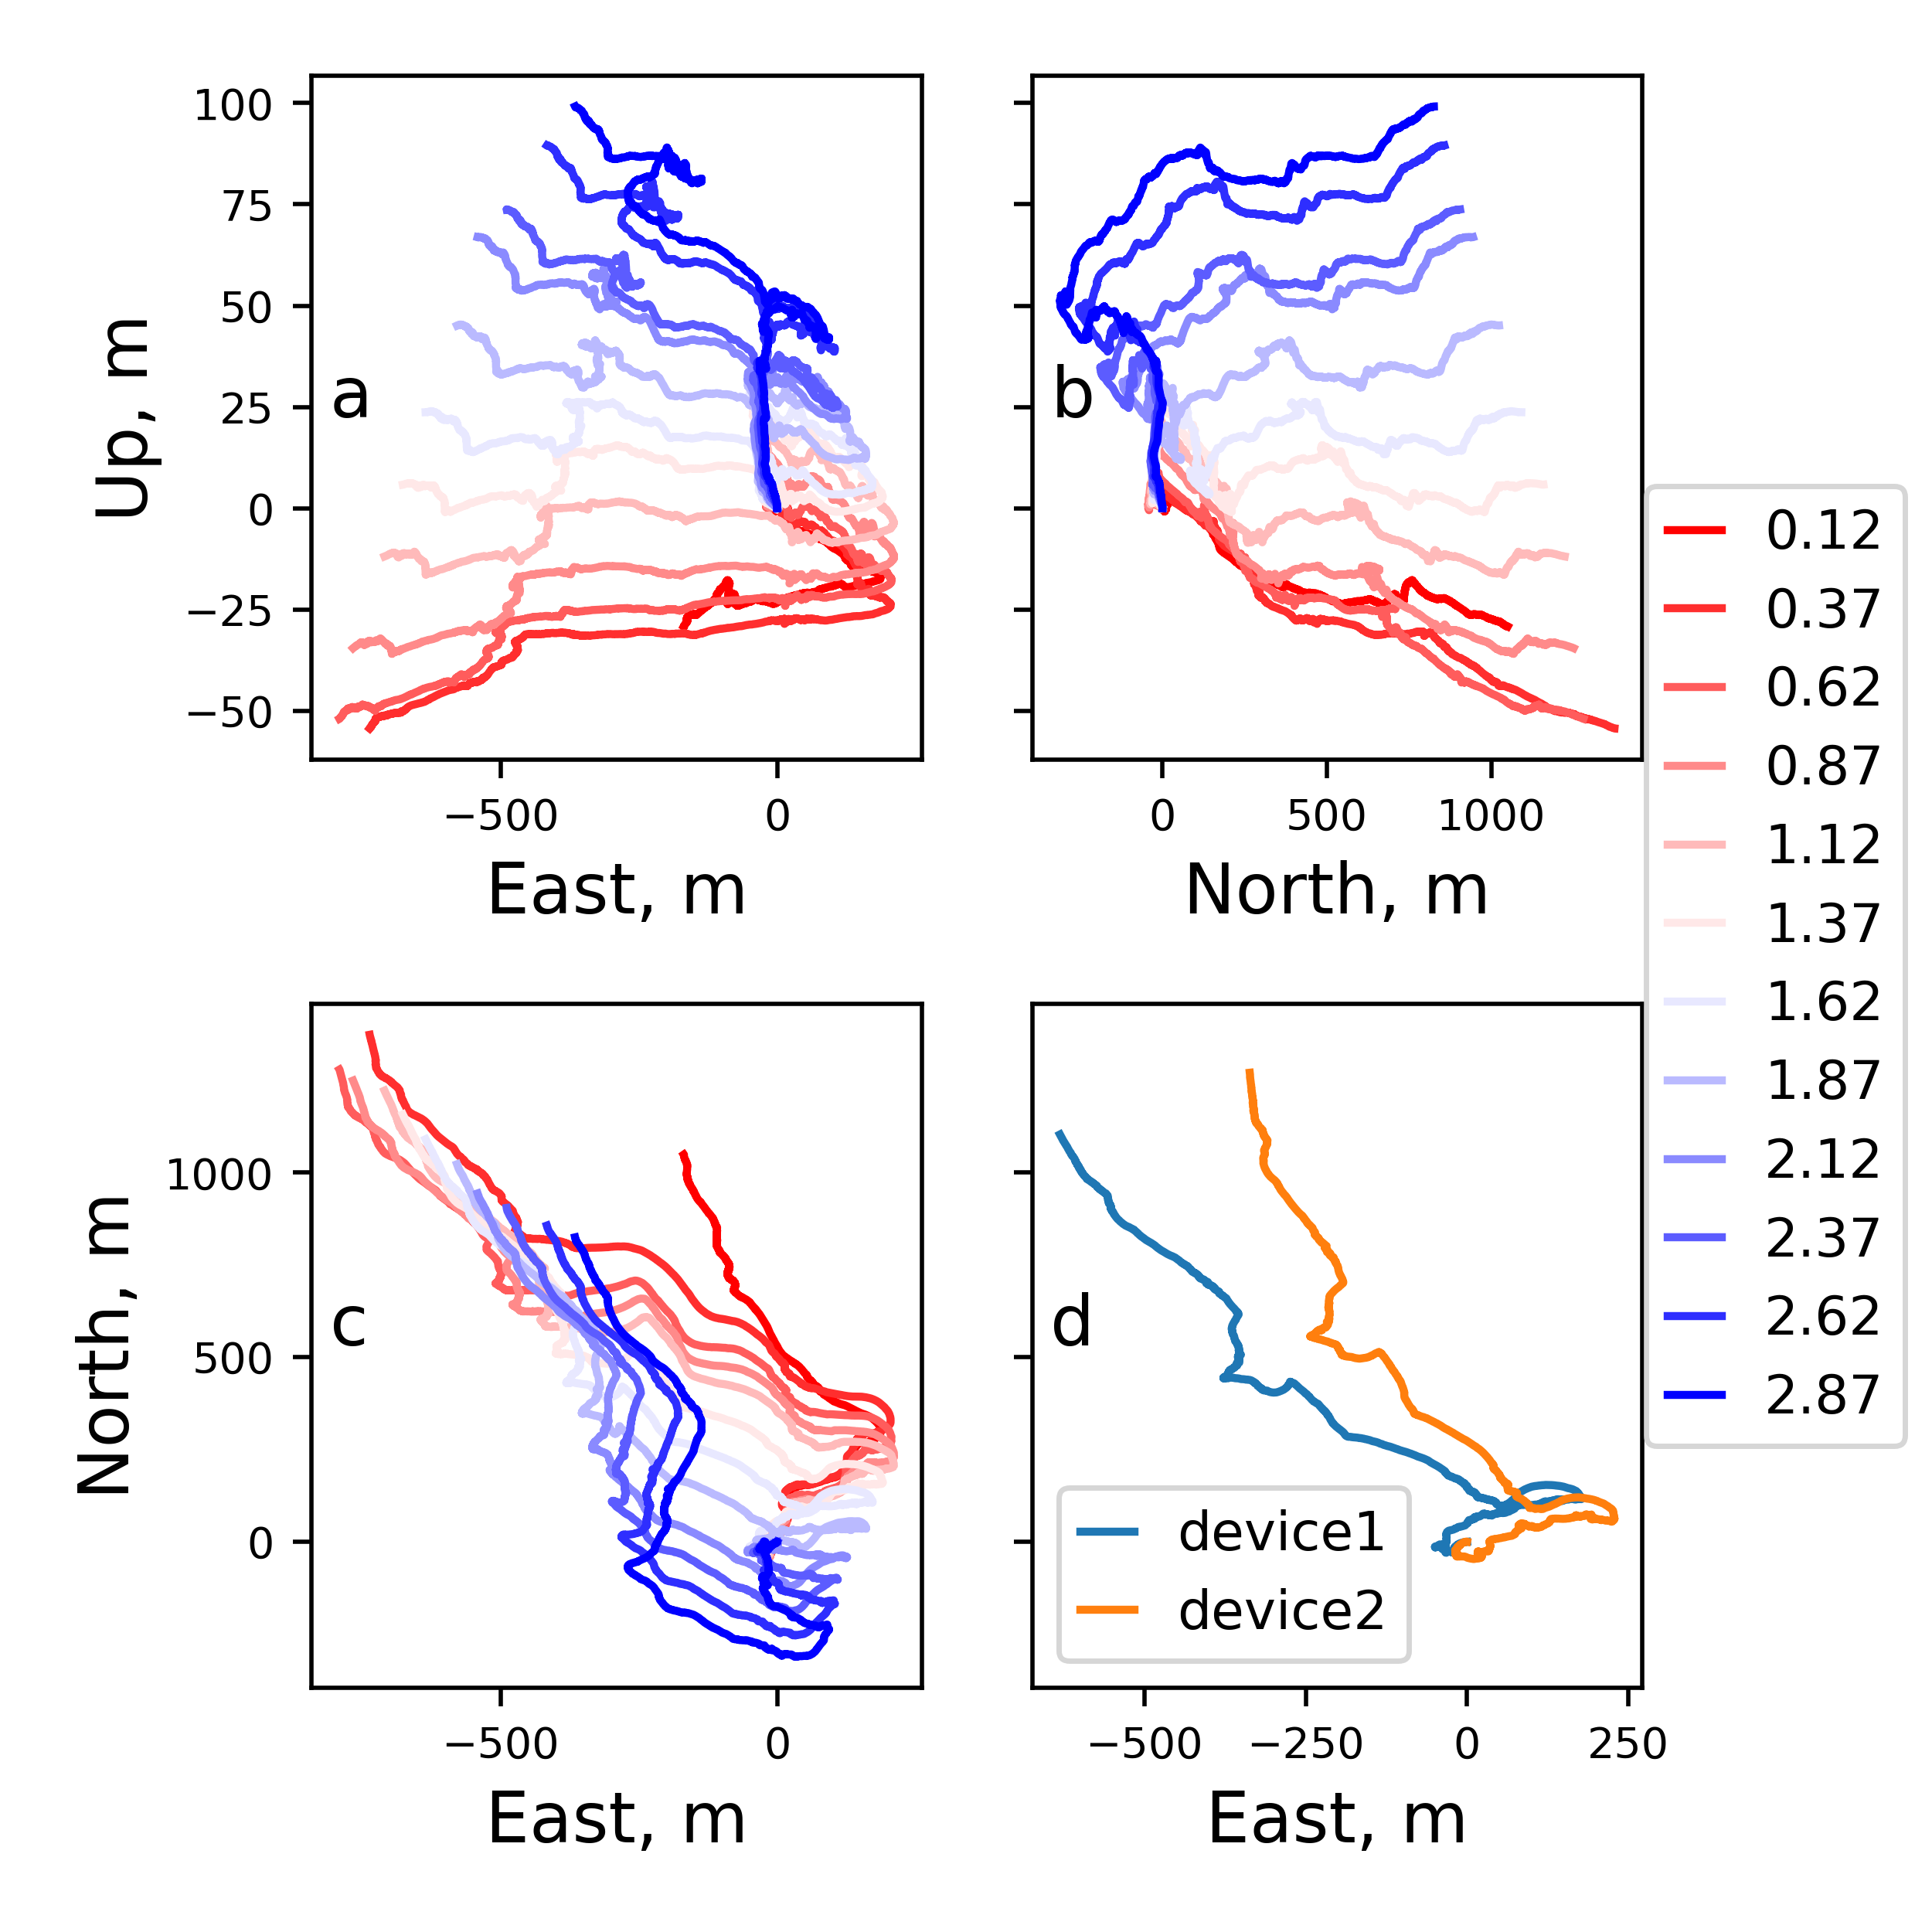 100
75
50
25
0
−25
−50
Up, m
a
−500
0
East, m
b
0
500
1000
North, m
0.12
0.37
0.62
0.87
1.12
1.37
1.62
1.87
2.12
2.37
2.62
2.87
1000
500
0
North, m
c
−500
0
East, m
d
device1
device2
−500
−250
0
250
East, m